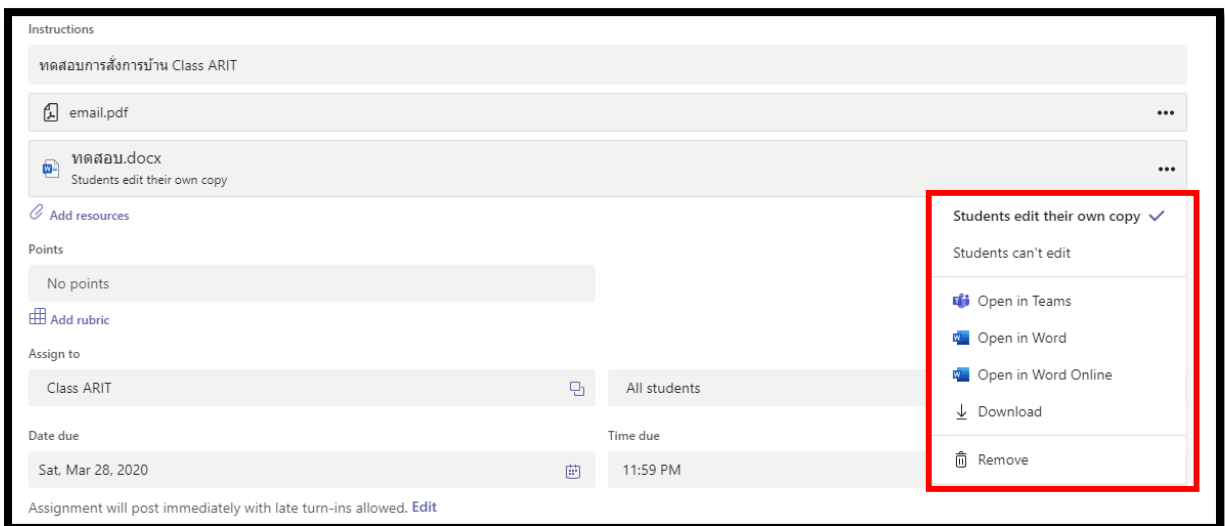 Instructions
ทดสอบการสั่งการบ้าน Class ARIT
email.pdf
ทดสอบ.docx
Students edit their own copy
Add resources
Points
No points
Add rubric
Assign to
Class ARIT
All students
Date due
Time due
Sat, Mar 28, 2020
11:59 PM
Assignment will post immediately with late turn-ins allowed. Edit
Students edit their own copy
Students can't edit
Open in Teams
Open in Word
Open in Word Online
Download
Remove